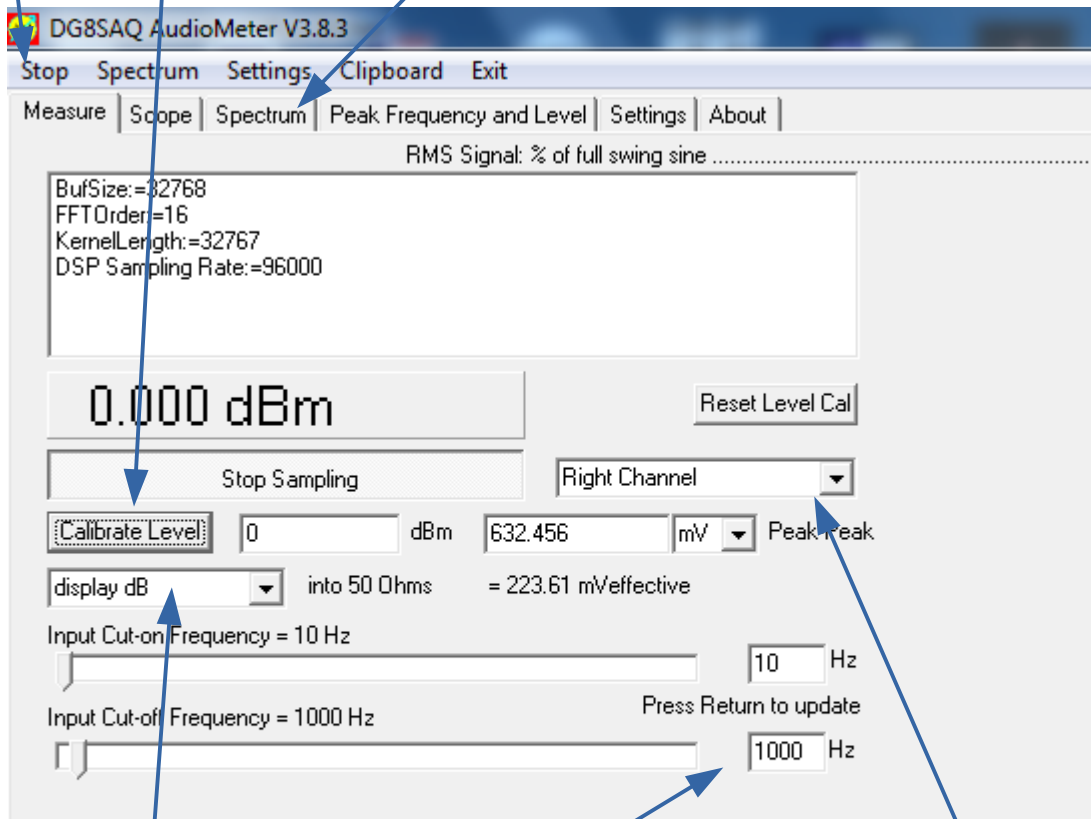 DG8SAQ AudioMeter V3.8.3
Stop Spectrum Settings Clipboard Exit
Measure Scope Spectrum Peak Frequency and Level Settings About
RMS Signal: % of full swing sine ..........................................................................
BufSize:=32768
FFTOrder:=16
KernelLength:=32767
DSP Sampling Rate:=96000
0.000 dBm
Reset Level Cal
Stop Sampling Right Channel
Calibrate Level 0 dBm 632.456 mV Peak Peak
display dB into 50 Ohms = 223.61 mVeffective
Input Cut-on Frequency = 10 Hz
10 Hz
Press Return to update
Input Cut-off Frequency = 1000 Hz
1000 Hz